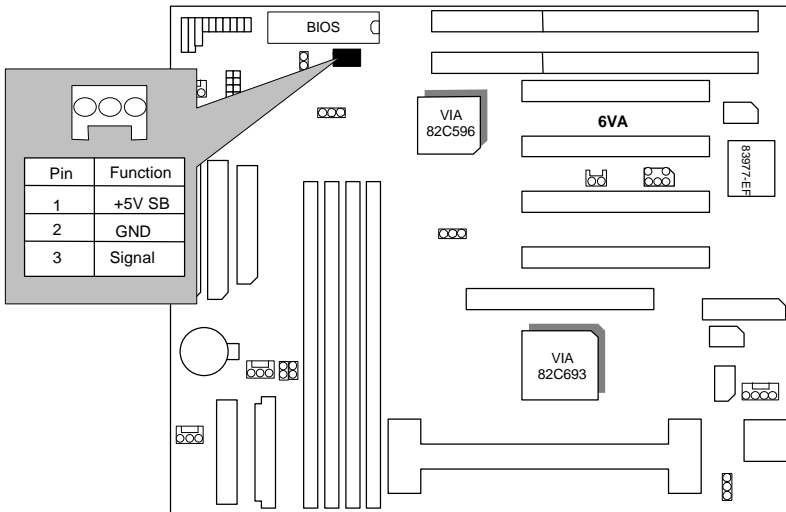 BIOS
VIA
82C596
6VA
83977-EF
Pin Function
1 +5V SB
2 GND
3 Signal
VIA
82C693